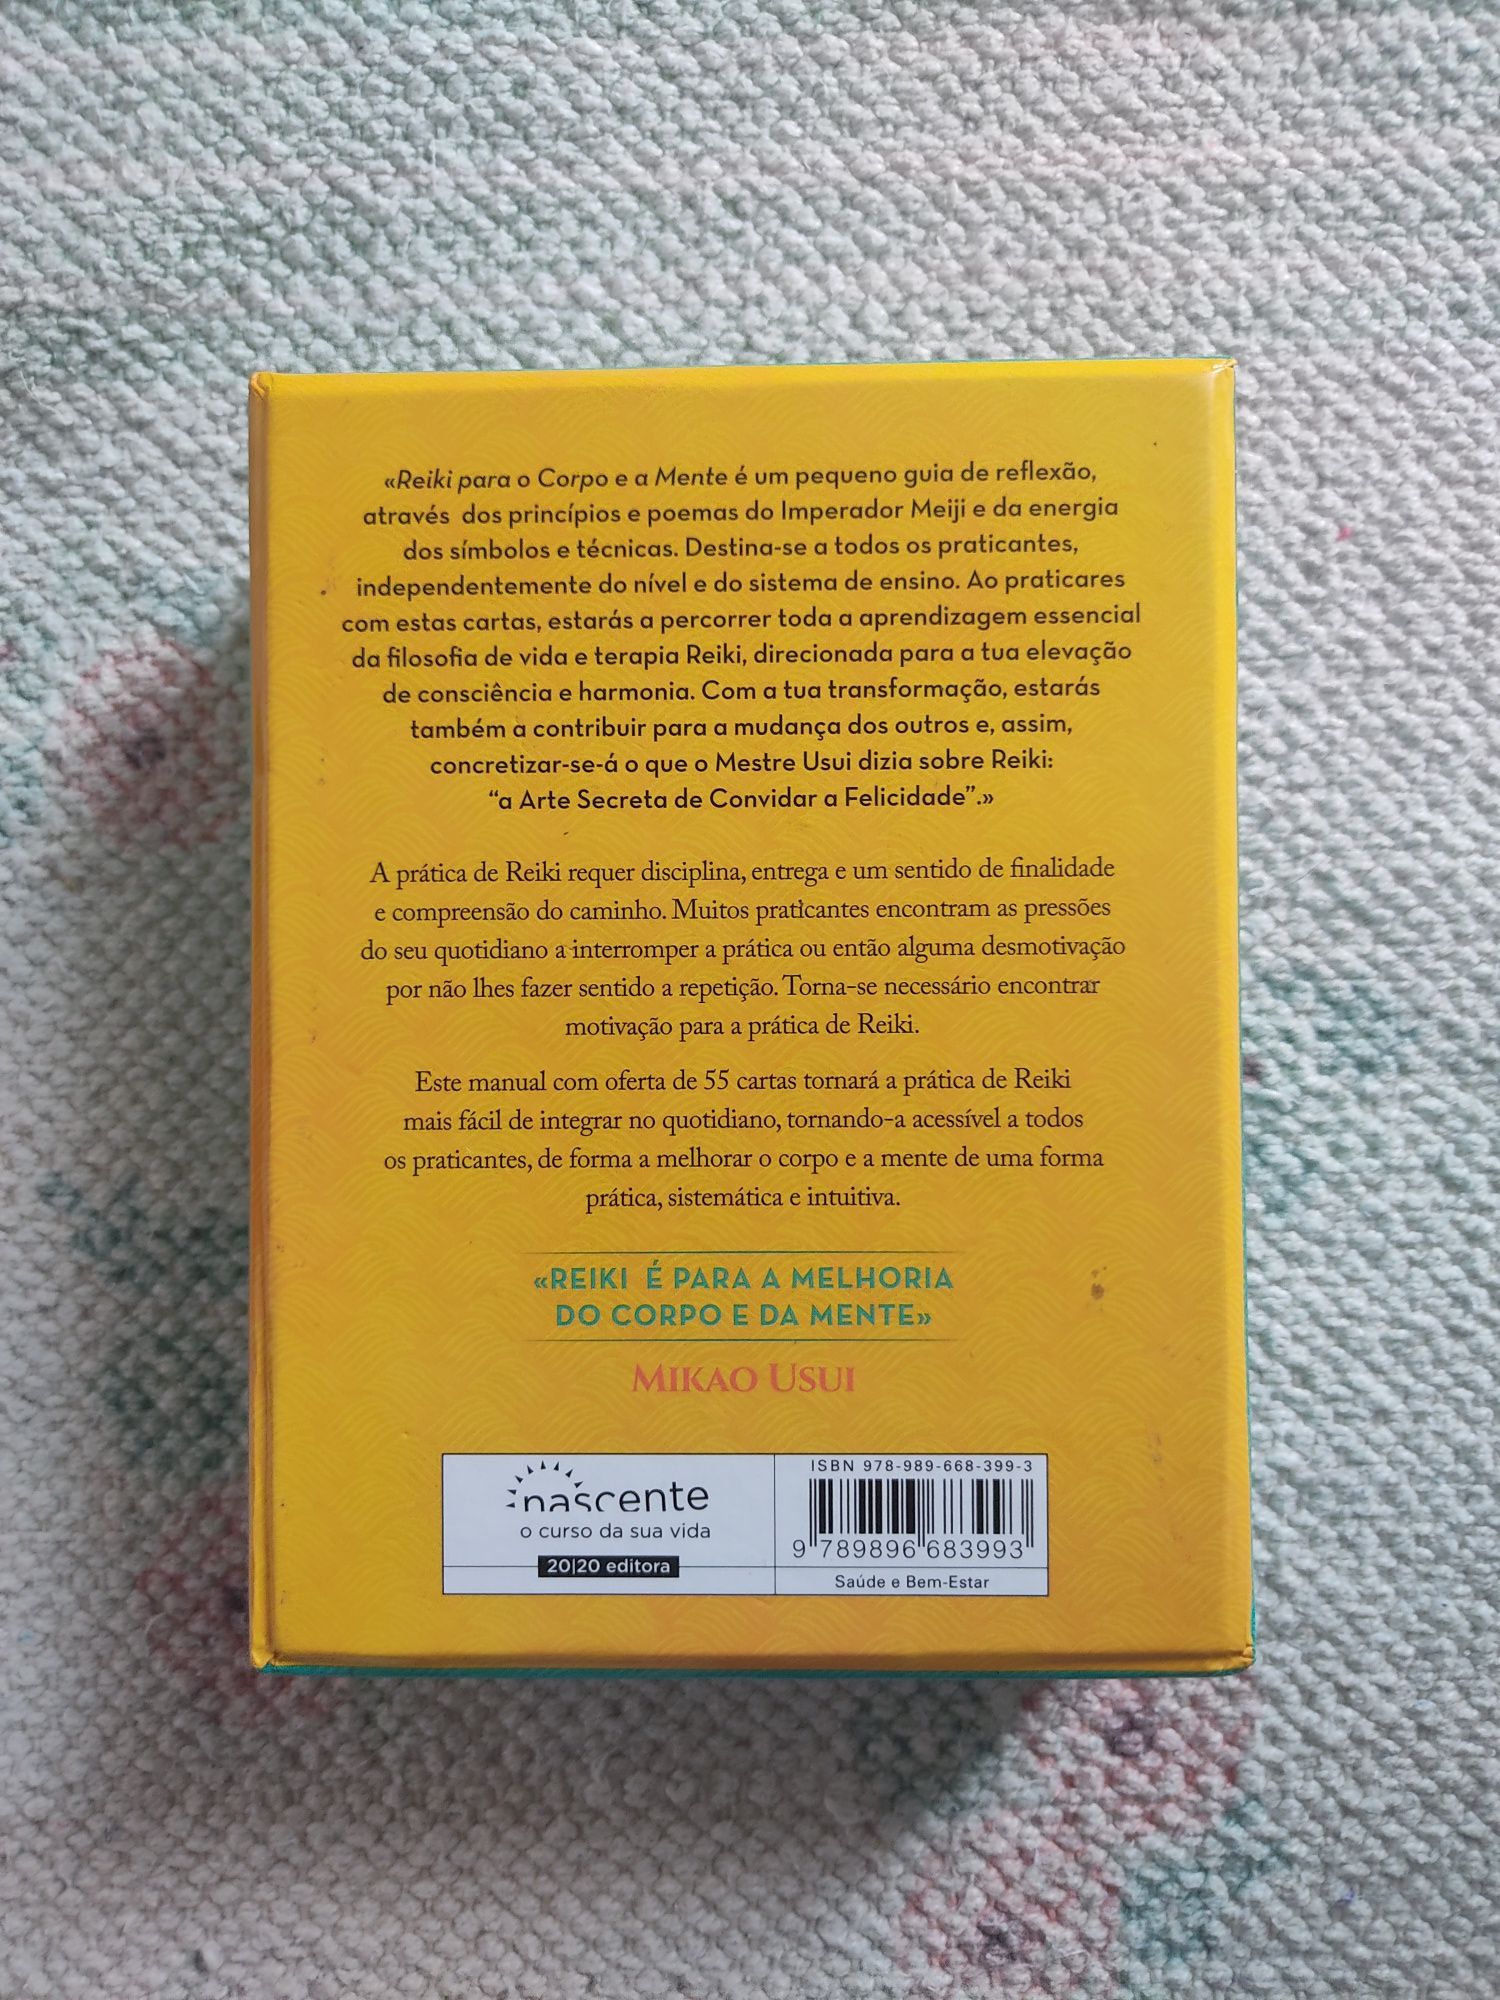 «Reiki para o Corpo e a Mente é um pequeno guia de reflexão,
através dos princípios e poemas do Imperador Meiji e da energia
dos símbolos e técnicas. Destina-se a todos os praticantes,
independentemente do nível e do sistema de ensino. Ao praticares
com estas cartas, estarás a percorrer toda a aprendizagem essencial
da filosofia de vida e terapia Reiki, direcionada para a tua elevação
de consciência e harmonia. Com a tua transformação, estarás
também a contribuir para a mudança dos outros e, assim,
concretizar-se-á o que o Mestre Usui dizia sobre Reiki:
“a Arte Secreta de Convidar a Felicidade”.»
A prática de Reiki requer disciplina, entrega e um sentido de finalidade
e compreensão do caminho. Muitos praticantes encontram as pressões
do seu quotidiano a interromper a prática ou então alguma desmotivação
por não lhes fazer sentido a repetição. Torna-se necessário encontrar
motivação para a prática de Reiki.
Este manual com oferta de 55 cartas tornará a prática de Reiki
mais fácil de integrar no quotidiano, tornando-a acessível a todos
os praticantes, de forma a melhorar o corpo e a mente de uma forma
prática, sistemática e intuitiva.
«REIKI É PARA A MELHORIA
DO CORPO E DA MENTE»
MIKAO USUI
nascente
o curso da sua vida
20|20 editora
ISBN 978-989-668-399-3
9 789896 683993
Saúde e Bem-Estar